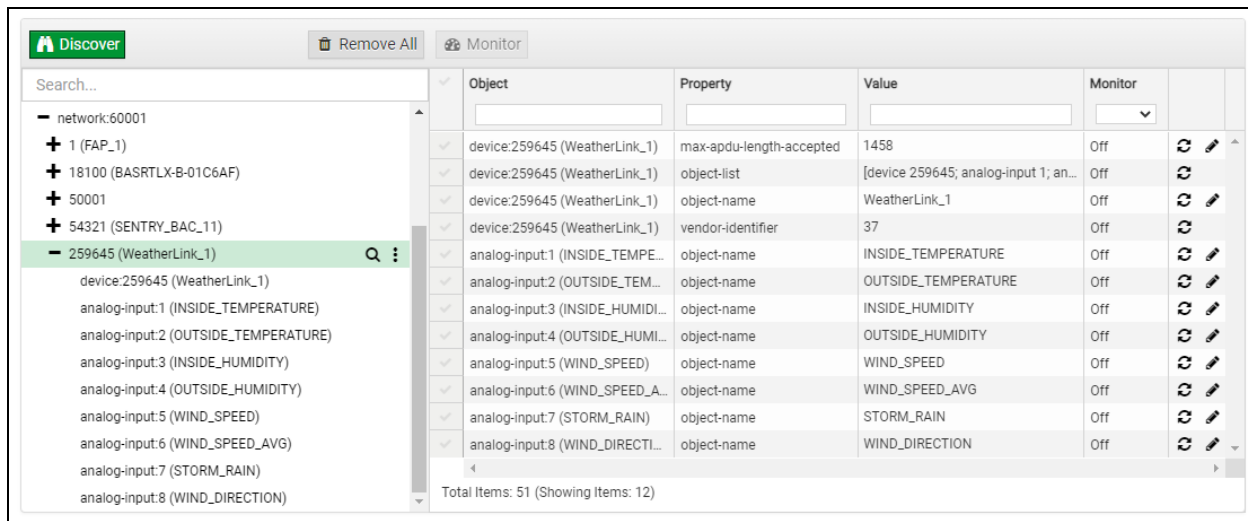 Discover
Remove All
Monitor
Search...
network:60001
1 (FAP_1)
18100 (BASRTLX-B-01C6AF)
50001
54321 (SENTRY_BAC_11)
259645 (WeatherLink_1)
device:259645 (WeatherLink_1)
analog-input:1 (INSIDE_TEMPERATURE)
analog-input:2 (OUTSIDE_TEMPERATURE)
analog-input:3 (INSIDE_HUMIDITY)
analog-input:4 (OUTSIDE_HUMIDITY)
analog-input:5 (WIND_SPEED)
analog-input:6 (WIND_SPEED_AVG)
analog-input:7 (STORM_RAIN)
analog-input:8 (WIND_DIRECTION)
Object Property Value Monitor
device:259645 (WeatherLink_1) max-apdu-length-accepted 1458 Off
device:259645 (WeatherLink_1) object-list [device 259645; analog-input 1; an... Off
device:259645 (WeatherLink_1) object-name WeatherLink_1 Off
device:259645 (WeatherLink_1) vendor-identifier 37 Off
analog-input:1 (INSIDE_TEMPE... object-name INSIDE_TEMPERATURE Off
analog-input:2 (OUTSIDE_TEM... object-name OUTSIDE_TEMPERATURE Off
analog-input:3 (INSIDE_HUMIDI... object-name INSIDE_HUMIDITY Off
analog-input:4 (OUTSIDE_HUMI... object-name OUTSIDE_HUMIDITY Off
analog-input:5 (WIND_SPEED) object-name WIND_SPEED Off
analog-input:6 (WIND_SPEED_A... object-name WIND_SPEED_AVG Off
analog-input:7 (STORM_RAIN) object-name STORM_RAIN Off
analog-input:8 (WIND_DIRECTI... object-name WIND_DIRECTION Off
Total Items: 51 (Showing Items: 12)